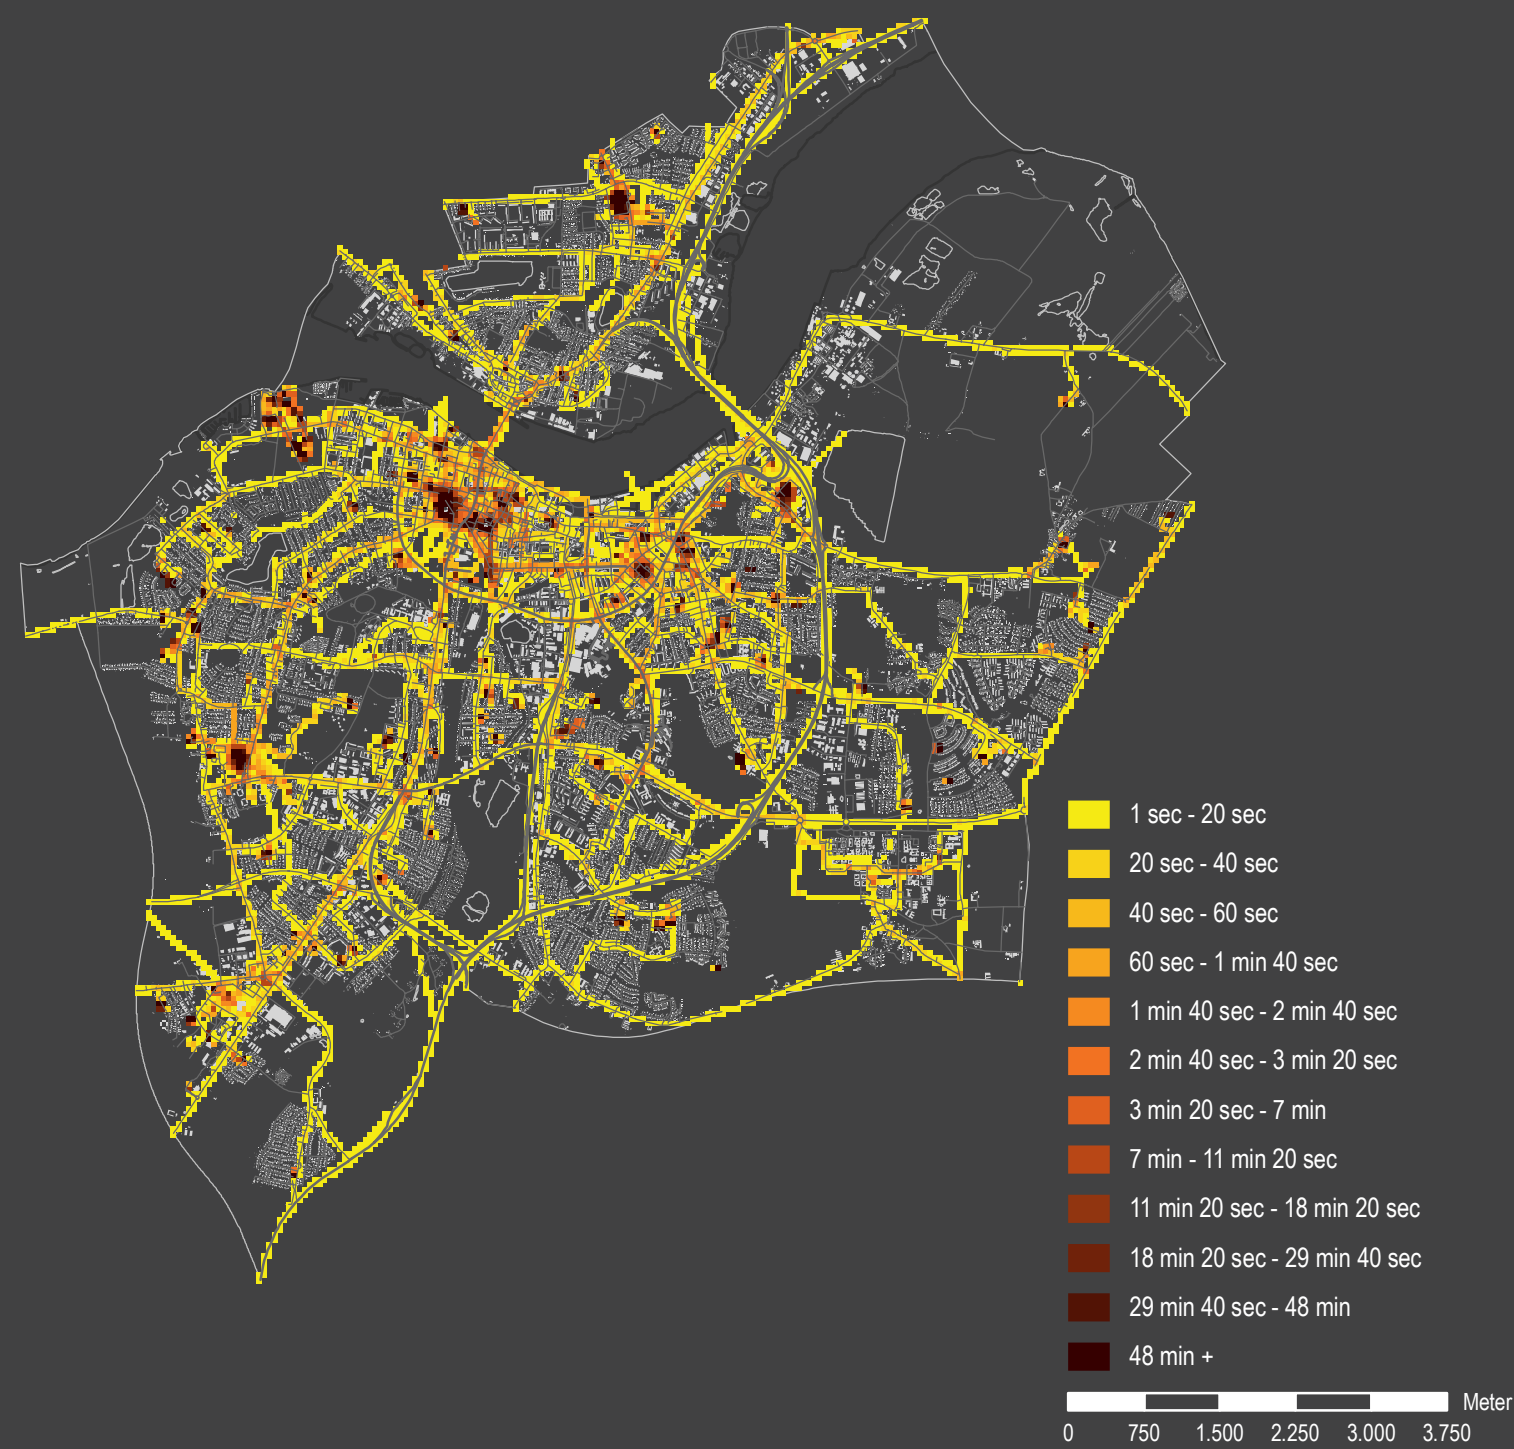 1 sec - 20 sec
20 sec - 40 sec
40 sec - 60 sec
60 sec - 1 min 40 sec
1 min 40 sec - 2 min 40 sec
2 min 40 sec - 3 min 20 sec
3 min 20 sec - 7 min
7 min - 11 min 20 sec
11 min 20 sec - 18 min 20 sec
18 min 20 sec - 29 min 40 sec
29 min 40 sec - 48 min
48 min +
Meter
0 750 1.500 2.250 3.000 3.750